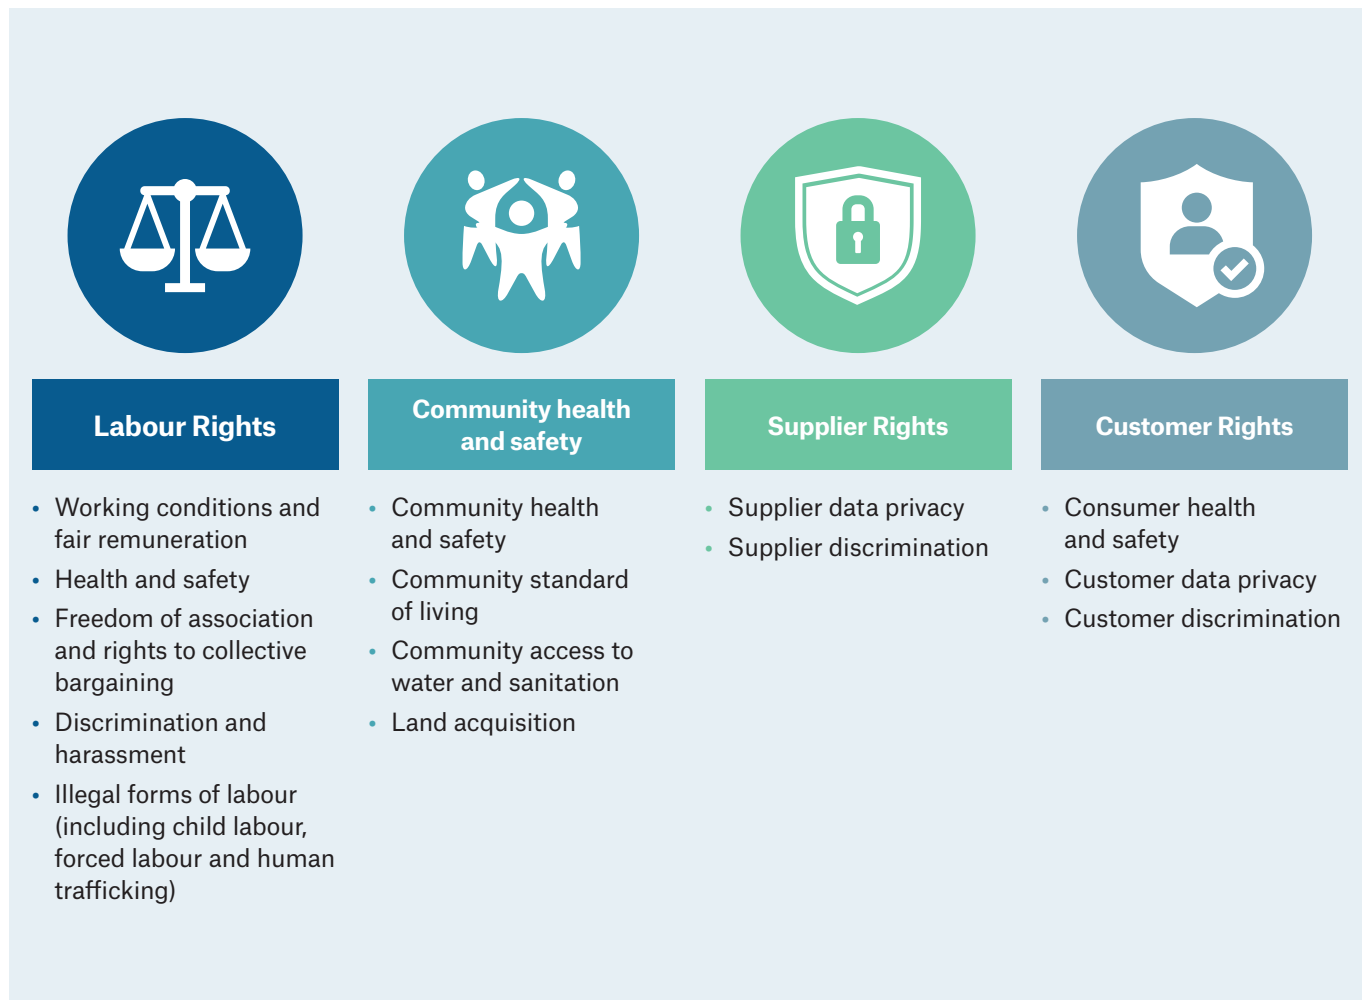 Labour Rights
• Working conditions and
fair remuneration
• Health and safety
• Freedom of association
and rights to collective
bargaining
• Discrimination and
harassment
• Illegal forms of labour
(including child labour,
forced labour and human
trafficking)
Community health
and safety
• Community health
and safety
• Community standard
of living
• Community access to
water and sanitation
• Land acquisition
Supplier Rights
• Supplier data privacy
• Supplier discrimination
Customer Rights
• Consumer health
and safety
• Customer data privacy
• Customer discrimination